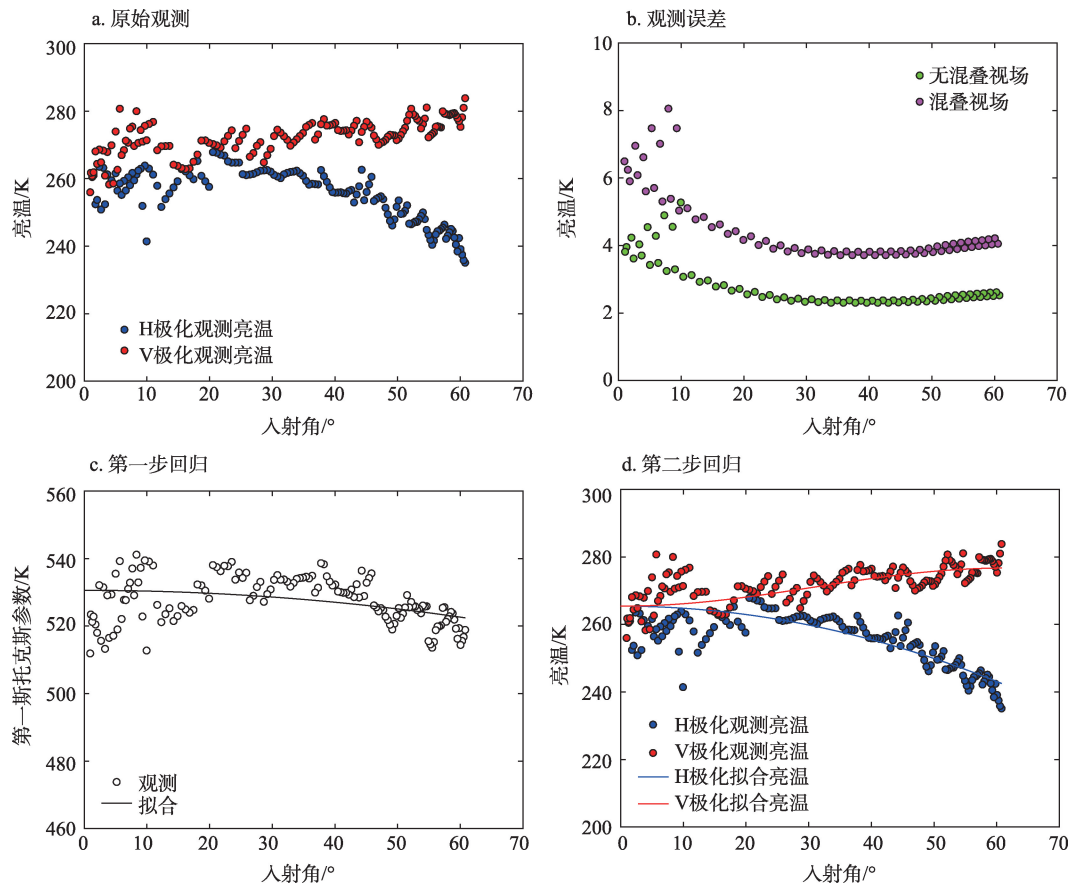 a. 原始观测
300
280
260
240
220
200
亮温/K
H极化观测亮温
V极化观测亮温
0 10 20 30 40 50 60 70
入射角/°
b. 观测误差
10
8
6
4
2
0
亮温/K
无混叠视场
混叠视场
0 10 20 30 40 50 60 70
入射角/°
c. 第一步回归
560
540
520
500
480
460
第一斯托克斯参数/K
观测
拟合
0 10 20 30 40 50 60 70
入射角/°
d. 第二步回归
300
280
260
240
220
200
亮温/K
H极化观测亮温
V极化观测亮温
H极化拟合亮温
V极化拟合亮温
0 10 20 30 40 50 60 70
入射角/°